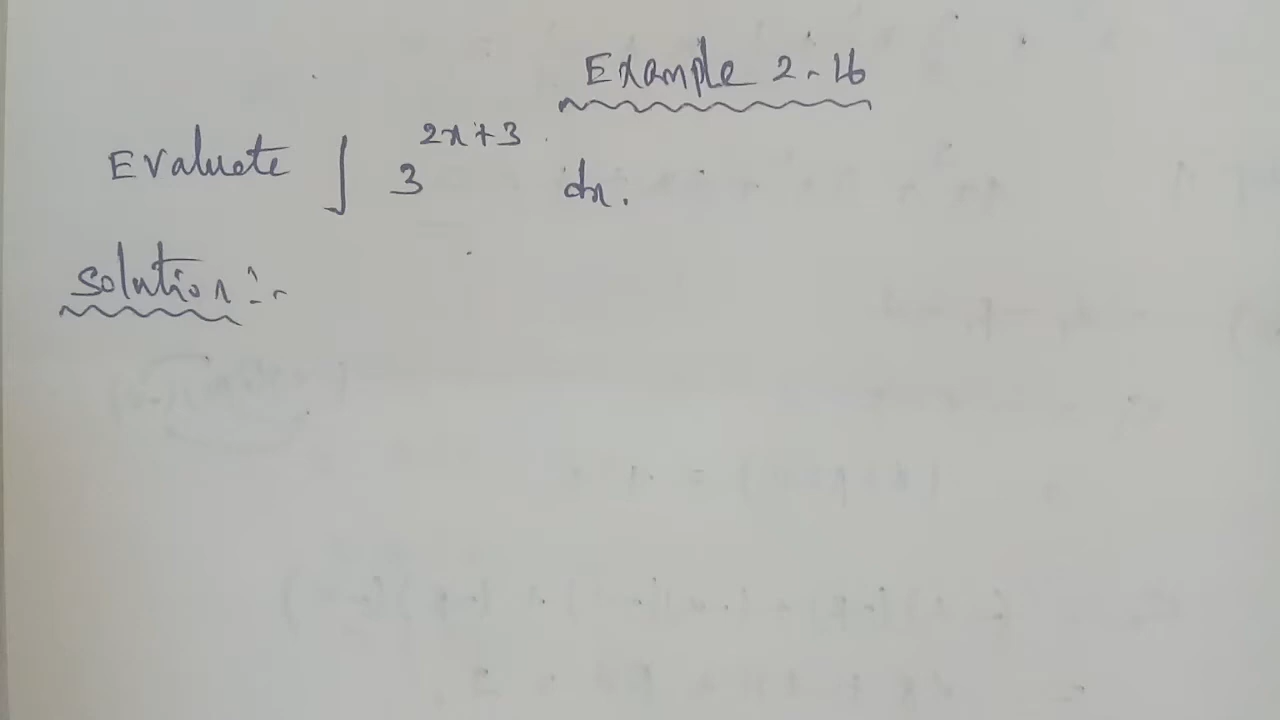 Example 2.16
Evaluate ∫ 3^{2x+3} dx.
Solution:-